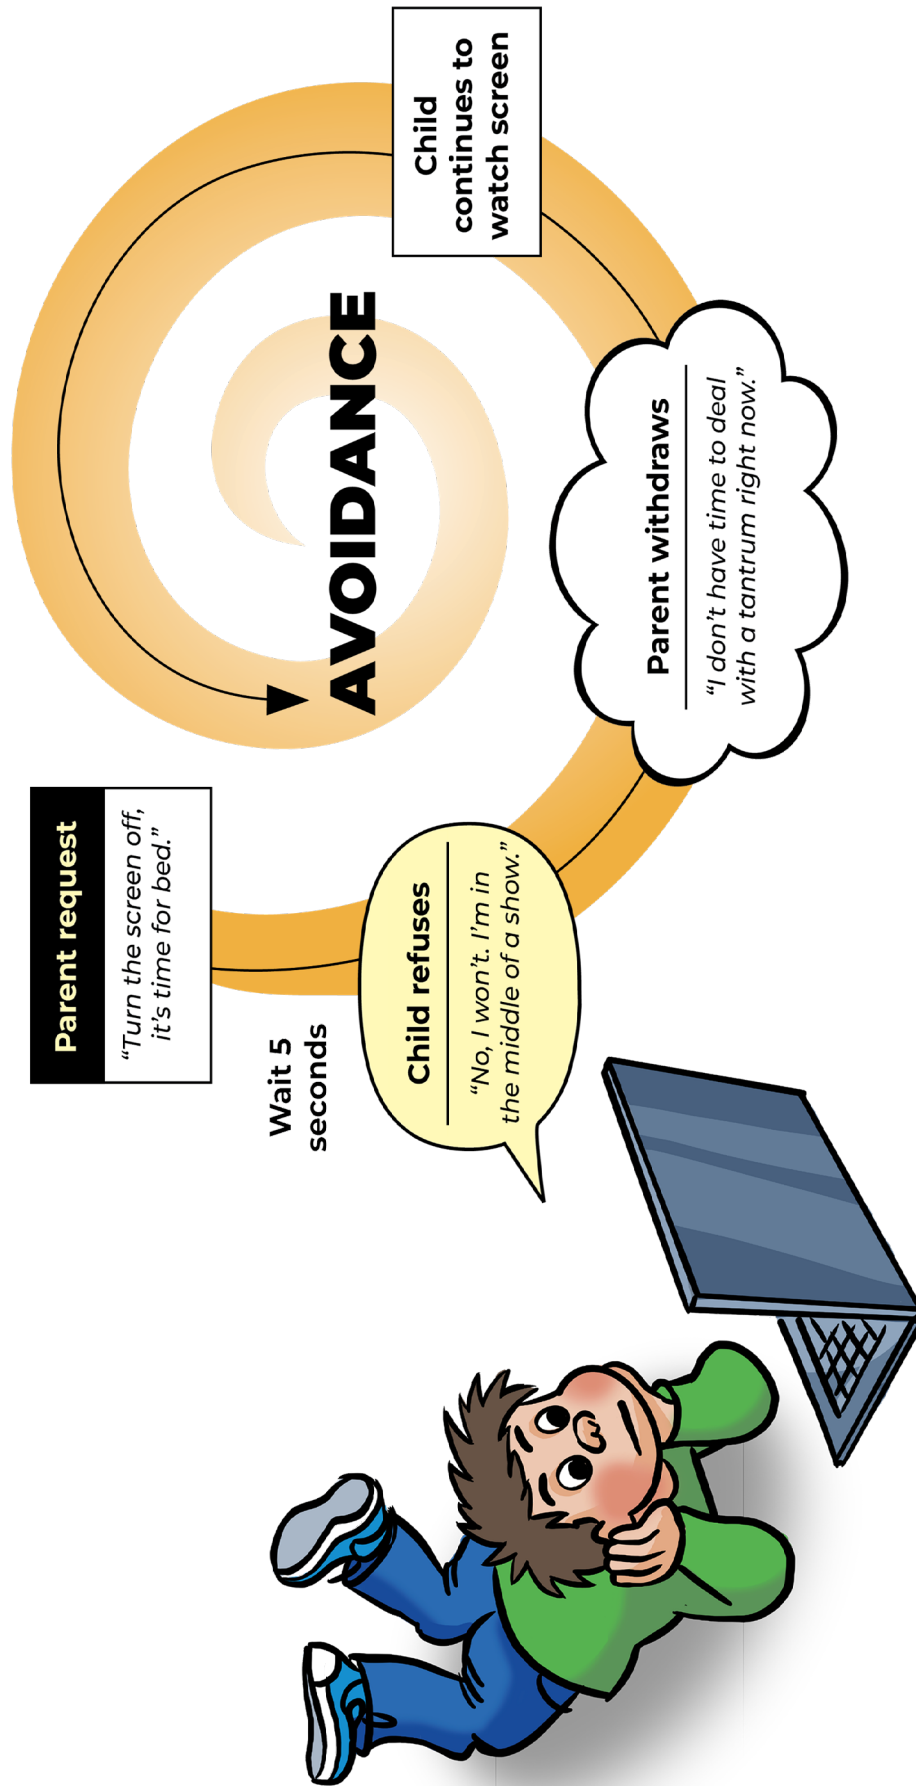 Parent request
“Turn the screen off,
it’s time for bed.”
Wait 5
seconds
Child refuses
“No, I won’t. I’m in
the middle of a show.”
Parent withdraws
“I don’t have time to deal
with a tantrum right now.”
Child
continues to
watch screen
AVOIDANCE